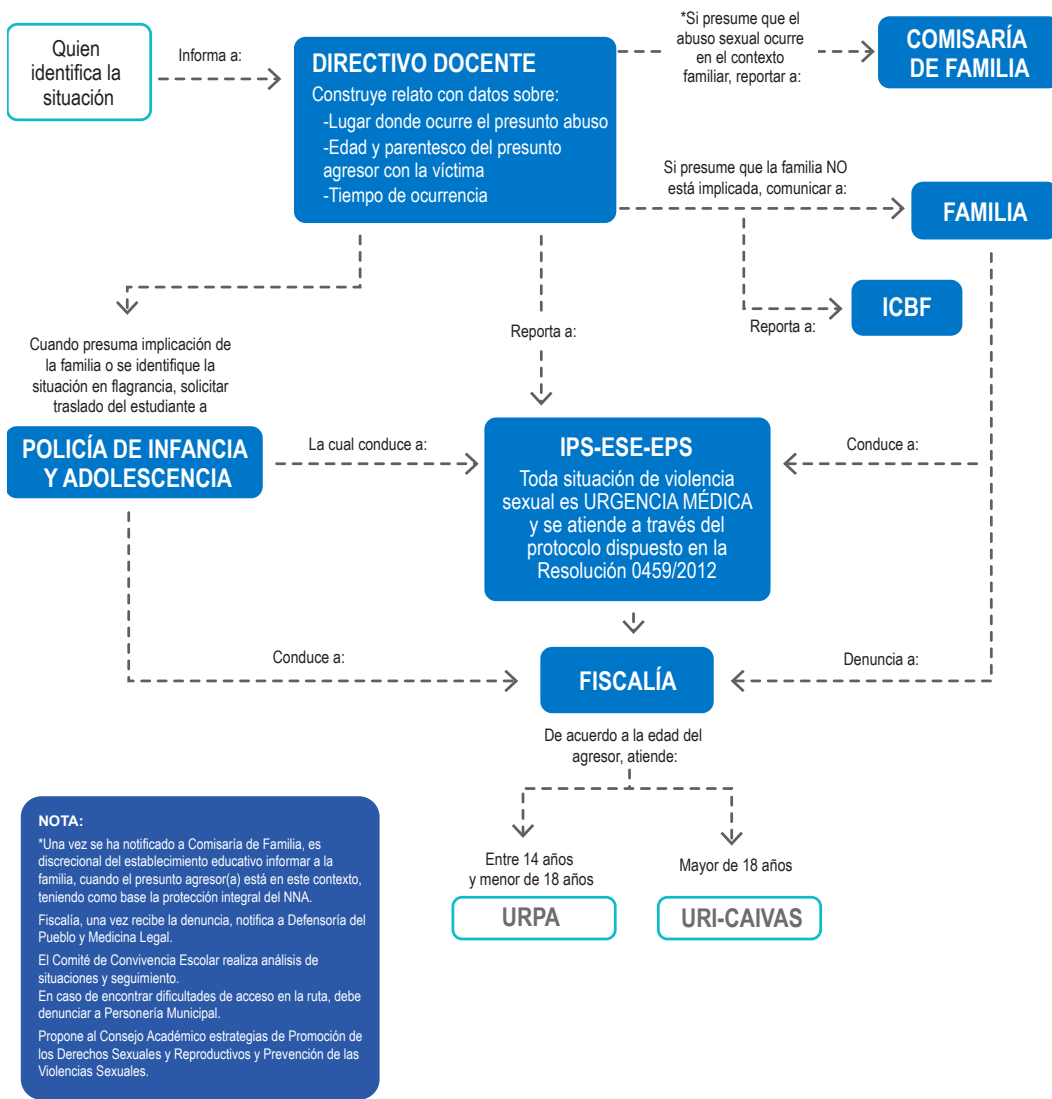 Quien
identifica la
situación
Informa a:
DIRECTIVO DOCENTE
Construye relato con datos sobre:
-Lugar donde ocurre el presunto abuso
-Edad y parentesco del presunto
agresor con la víctima
-Tiempo de ocurrencia
*Si presume que el
abuso sexual ocurre
en el contexto
familiar, reportar a:
COMISARÍA
DE FAMILIA
Si presume que la familia NO
está implicada, comunicar a:
FAMILIA
ICBF
Reporta a:
Reporta a:
Cuando presuma implicación de
la familia o se identifique la
situación en flagrancia, solicitar
traslado del estudiante a
POLICÍA DE INFANCIA
Y ADOLESCENCIA
La cual conduce a:
IPS-ESE-EPS
Toda situación de violencia
sexual es URGENCIA MÉDICA
y se atiende a través del
protocolo dispuesto en la
Resolución 0459/2012
Conduce a:
Conduce a:
FISCALÍA
Denuncia a:
De acuerdo a la edad del
agresor, atiende:
Entre 14 años
y menor de 18 años
URPA
Mayor de 18 años
URI-CAIVAS
NOTA:
*Una vez se ha notificado a Comisaría de Familia, es
discrecional del establecimiento educativo informar a la
familia, cuando el presunto agresor(a) está en este contexto,
teniendo como base la protección integral del NNA.
Fiscalía, una vez recibe la denuncia, notifica a Defensoría del
Pueblo y Medicina Legal.
El Comité de Convivencia Escolar realiza análisis de
situaciones y seguimiento.
En caso de encontrar dificultades de acceso en la ruta, debe
denunciar a Personería Municipal.
Propone al Consejo Académico estrategias de Promoción de
los Derechos Sexuales y Reproductivos y Prevención de las
Violencias Sexuales.